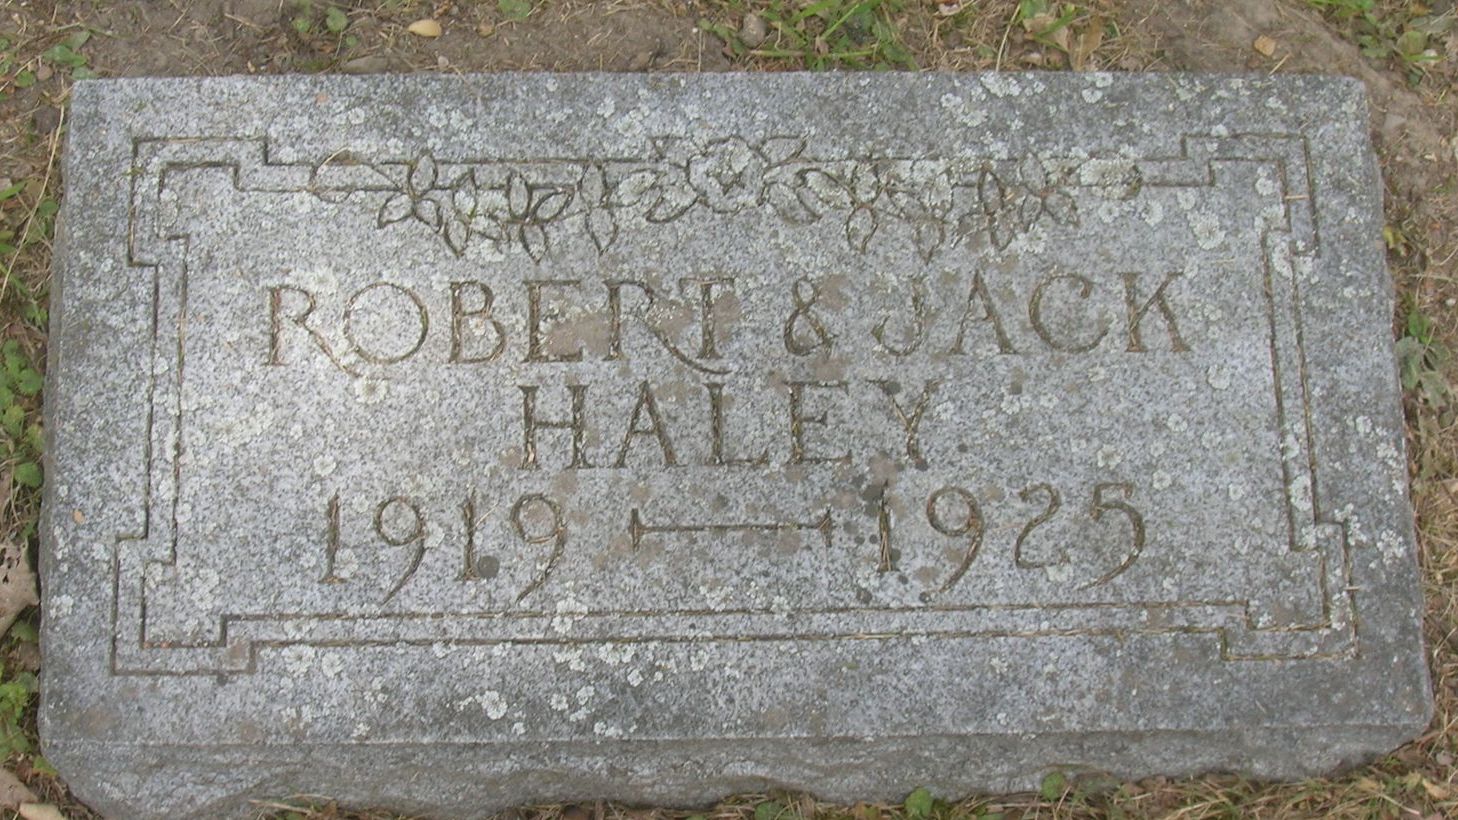 ROBERT & JACK
HALEY
1919 — 1925